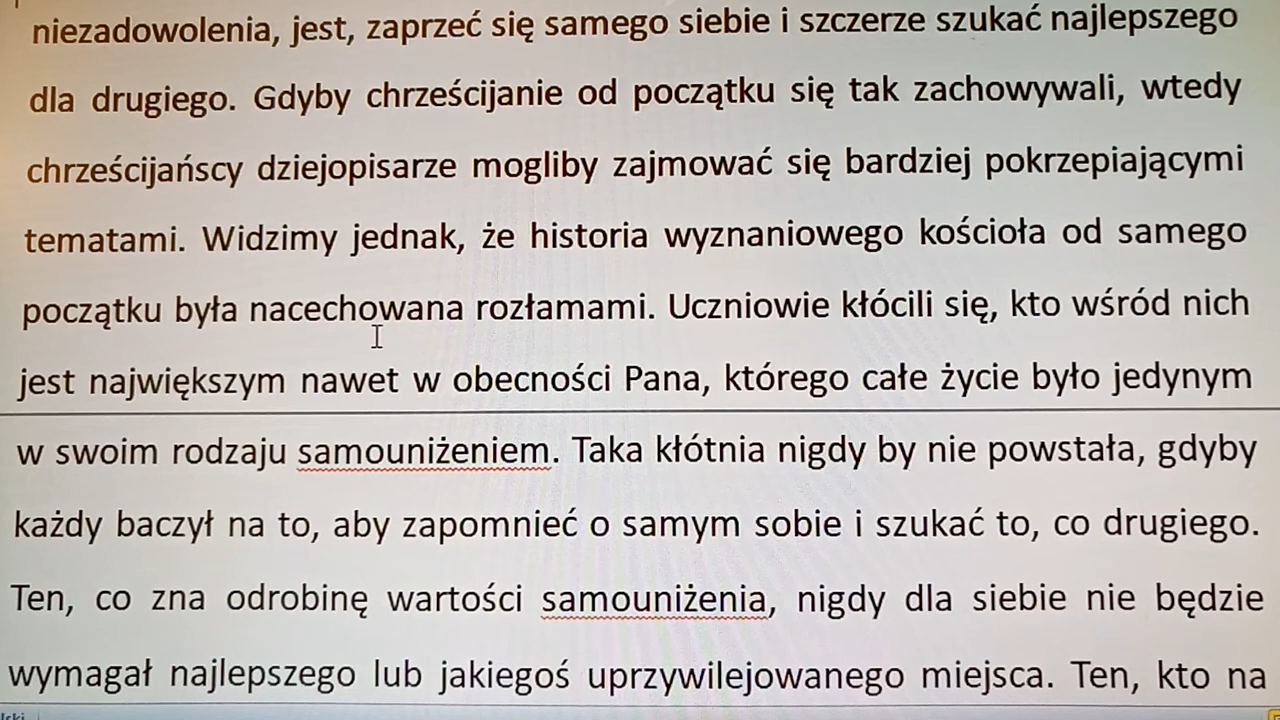 niezadowolenia, jest, zaprzeć się samego siebie i szczerze szukać najlepszego
dla drugiego. Gdyby chrześcijanie od początku się tak zachowywali, wtedy
chrześcijańscy dziejopisarze mogliby zajmować się bardziej pokrzepiającymi
tematami. Widzimy jednak, że historia wyznaniowego kościoła od samego
początku była nacechowana rozłamami. Uczniowie kłócili się, kto wśród nich
jest największym nawet w obecności Pana, którego całe życie było jedynym
w swoim rodzaju samouniżeniem. Taka kłótnia nigdy by nie powstała, gdyby
każdy baczył na to, aby zapomnieć o samym sobie i szukać to, co drugiego.
Ten, co zna odrobinę wartości samouniżenia, nigdy dla siebie nie będzie
wymagał najlepszego lub jakiegoś uprzywilejowanego miejsca. Ten, kto na